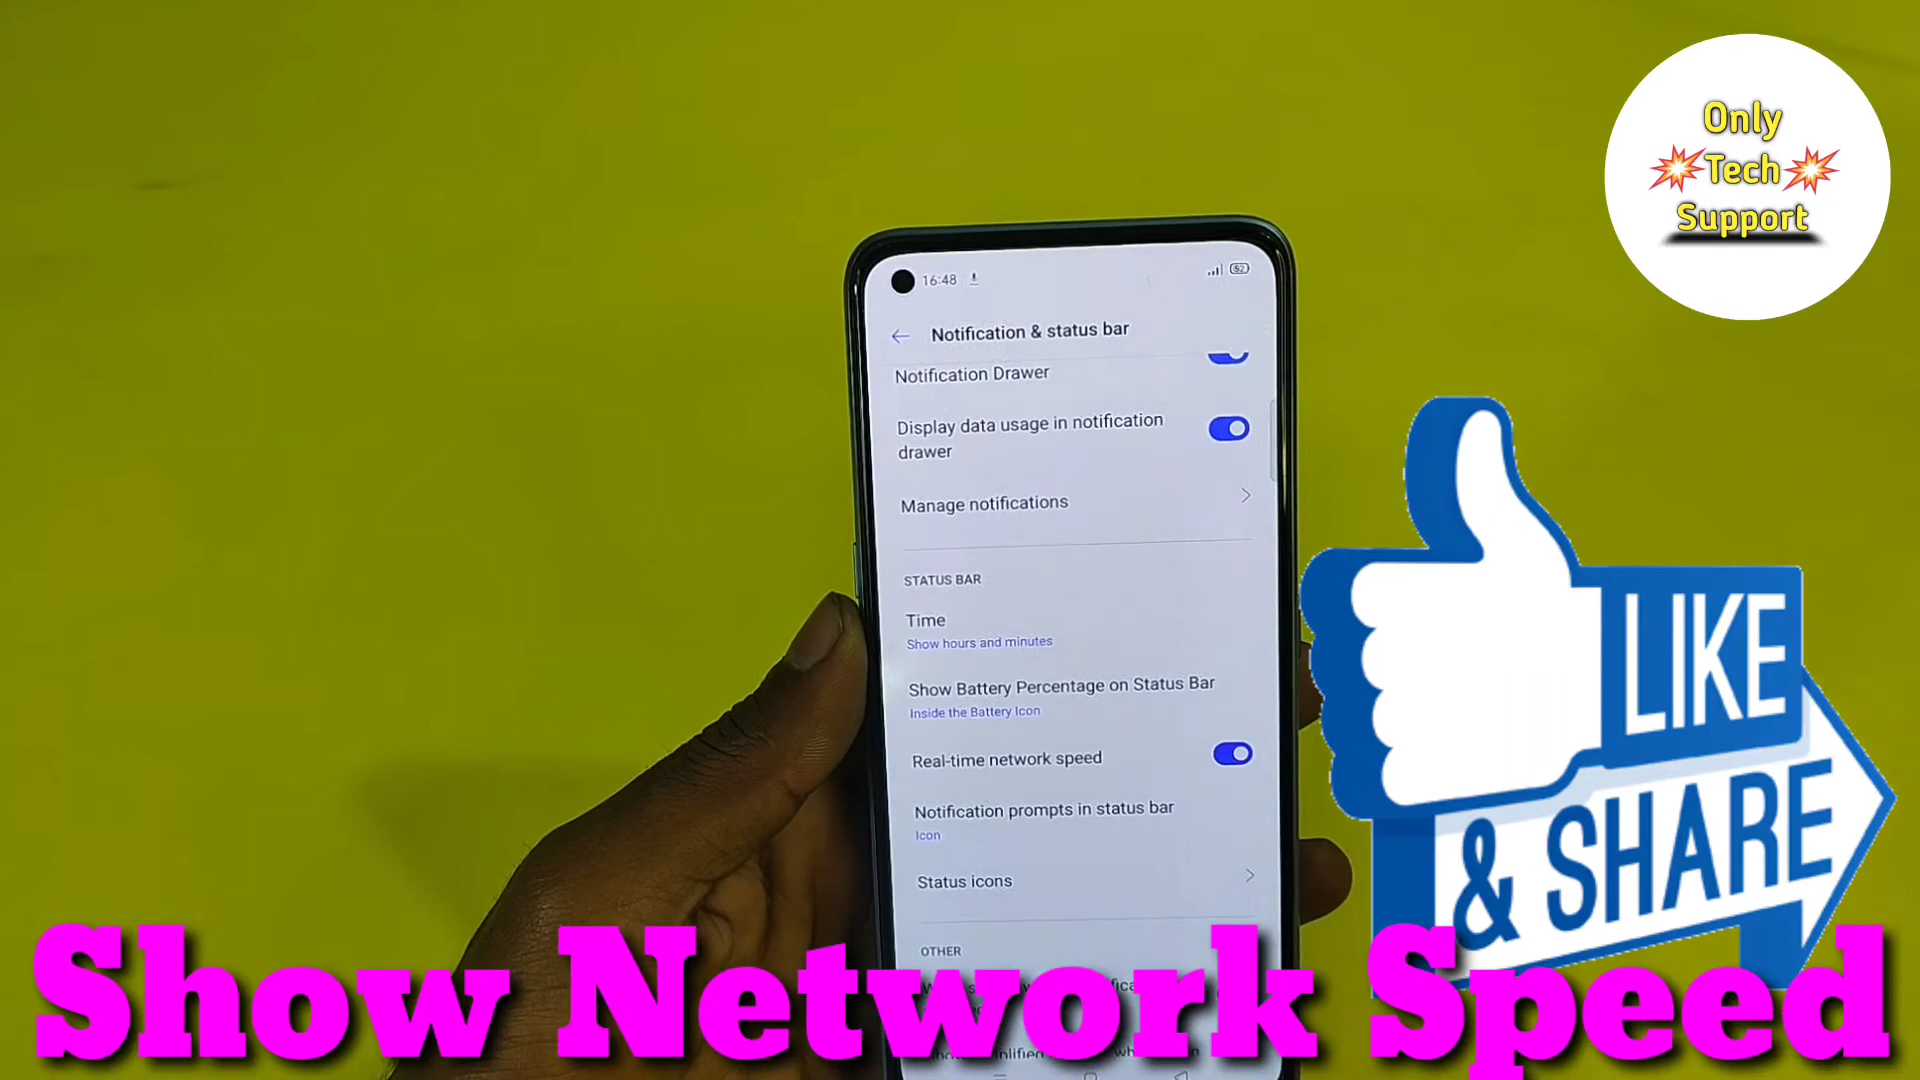 Only
Tech
Support
16:48
52
Notification & status bar
Notification Drawer
Display data usage in notification
drawer
Manage notifications
STATUS BAR
Time
Show hours and minutes
Show Battery Percentage on Status Bar
Inside the Battery Icon
Real-time network speed
Notification prompts in status bar
Icon
Status icons
OTHER
LIKE
& SHARE
Show Network Speed